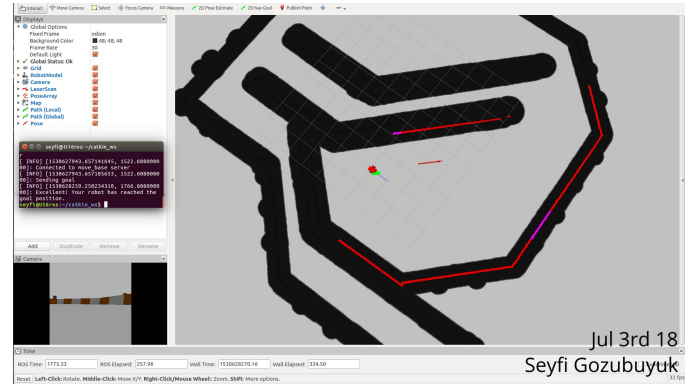 Interact
Move Camera
Select
Focus Camera
Measure
2D Pose Estimate
2D Nav Goal
Publish Point
Displays
Global Options
Fixed Frame odom
Background Color 48; 48; 48
Frame Rate 30
Default Light
Global Status: Ok
Grid
RobotModel
Camera
LaserScan
PoseArray
Map
Path (Local)
Path (Global)
Pose
seyfi@U16ros: ~/catkin_ws
r
[ INFO] [1530627943.657141645, 1522.6080000
00]: Connected to move_base server
[ INFO] [1530627943.657185653, 1522.6080000
00]: Sending goal
[ INFO] [1530628259.250234318, 1766.8080000
00]: Excellent! Your robot has reached the
goal position.
seyfi@U16ros:~/catkin_ws$
Add
Duplicate
Remove
Rename
Camera
Jul 3rd 18
Seyfi Gozubuyuk
Time
ROS Time: 1775.33
ROS Elapsed: 257.96
Wall Time: 1530628270.16
Wall Elapsed: 334.50
Reset Left-Click: Rotate. Middle-Click: Move X/Y. Right-Click/Mouse Wheel: Zoom. Shift: More options.
32 fps